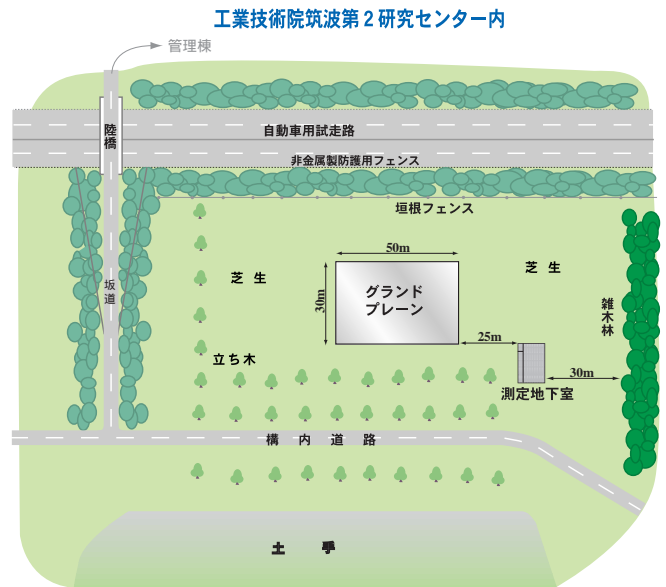 工業技術院筑波第2研究センター内
管理棟
陸橋
自動車用試走路
非金属製防護用フェンス
垣根フェンス
50m
芝 生
芝 生
坂道
30m
グランド
プレーン
雑木林
25m
立ち木
30m
測定地下室
構 内 道 路
土 手